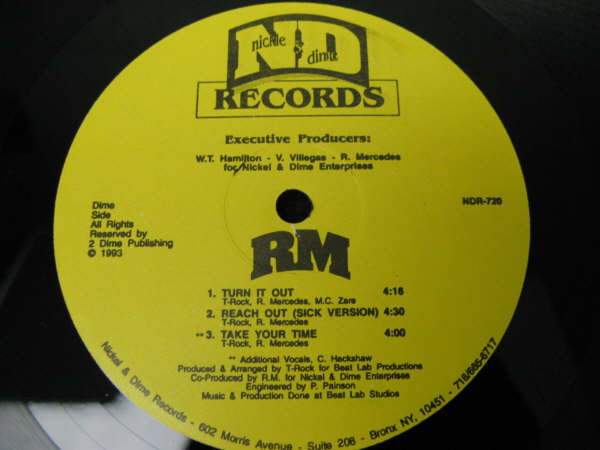 nickle & dime
ND
RECORDS
Executive Producers:
W.T. Hamilton - V. Villegas - R. Mercedes
for Nickel & Dime Enterprises
Dime
Side
All Rights
Reserved by
2 Dime Publishing
© 1993
NDR-720
RM
1. TURN IT OUT 4:16
T-Rock, R. Mercedes, M.C. Zare
2. REACH OUT (SICK VERSION) 4:30
T-Rock, R. Mercedes
**3. TAKE YOUR TIME 4:00
T-Rock, R. Mercedes
** Additional Vocals, C. Hackshaw
Produced & Arranged by T-Rock for Beat Lab Productions
Co-Produced by R.M. for Nickel & Dime Enterprises
Engineered by P. Painson
Music & Production Done at Beat Lab Studios
Nickel & Dime Records - 602 Morris Avenue - Suite 206 - Bronx NY, 10451 - 718/665-6717